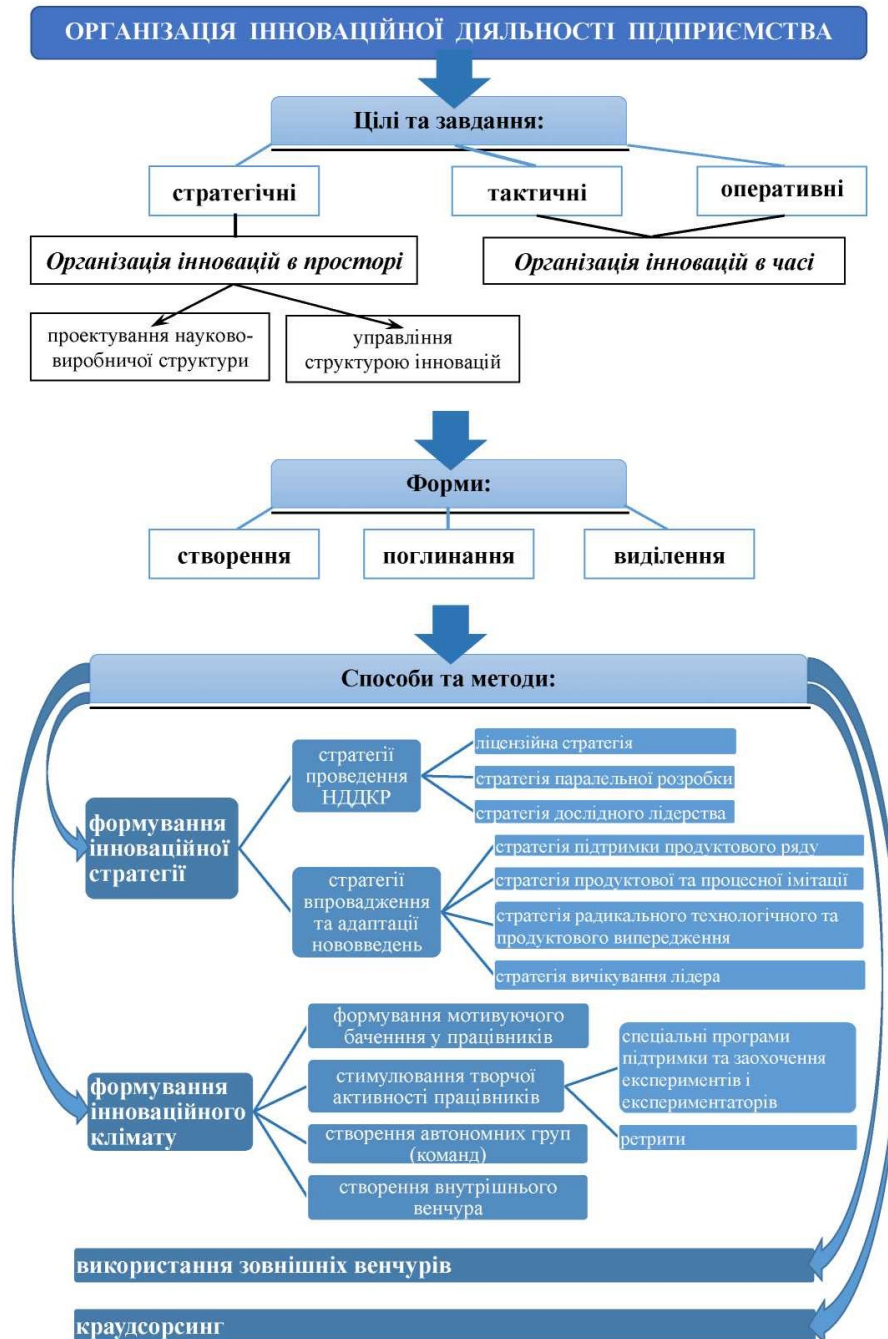 ОРГАНІЗАЦІЯ ІННОВАЦІЙНОЇ ДІЯЛЬНОСТІ ПІДПРИЄМСТВА
Цілі та завдання:
стратегічні
тактичні
оперативні
Організація інновацій в просторі
Організація інновацій в часі
проектування науково-
виробничої структури
управління
структурою інновацій
Форми:
створення
поглинання
виділення
Способи та методи:
формування
інноваційної
стратегії
стратегії
проведення
НДДКР
ліцензійна стратегія
стратегія паралельної розробки
стратегія дослідного лідерства
стратегії
впровадження
та адаптації
нововведень
стратегія підтримки продуктового ряду
стратегія продуктової та процесної імітації
стратегія радикального технологічного та
продуктового випередження
стратегія вичікування лідера
формування
інноваційного
клімату
формування мотивуючого
баченння у працівників
стимулювання творчої
активності працівників
спеціальні програми
підтримки та заохочення
експериментів і
експериментаторів
ретрити
створення автономних груп
(команд)
створення внутрішнього
венчура
використання зовнішніх венчурів
краудсорсинг